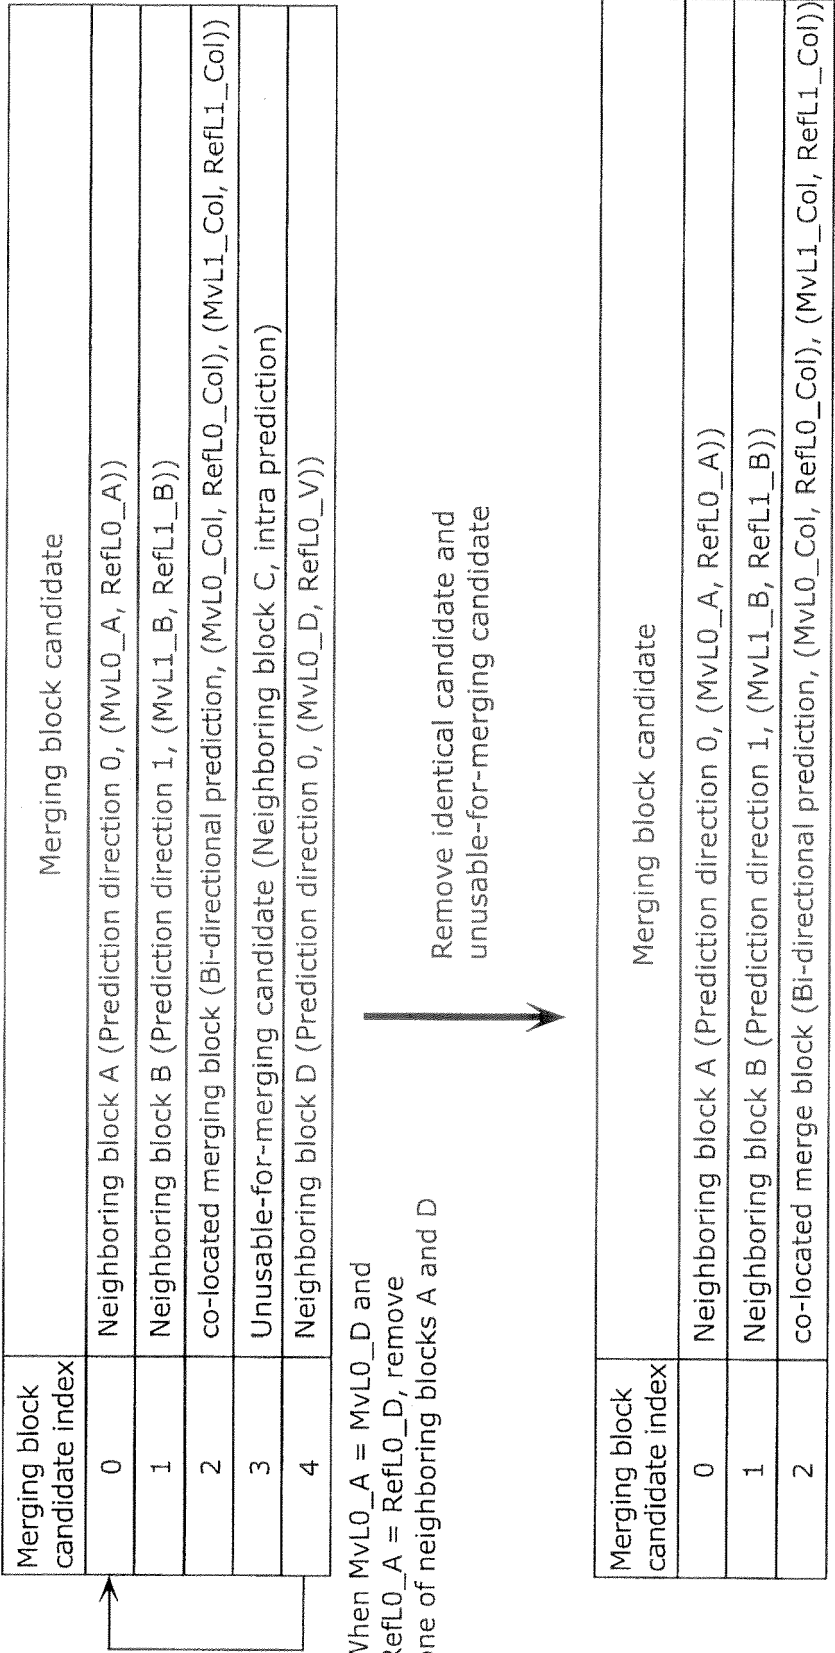 Merging block
candidate index
Merging block candidate
0
Neighboring block A (Prediction direction 0, (MvL0_A, RefL0_A))
1
Neighboring block B (Prediction direction 1, (MvL1_B, RefL1_B))
2
co-located merging block (Bi-directional prediction, (MvL0_Col, RefL0_Col), (MvL1_Col, RefL1_Col))
3
Unusable-for-merging candidate (Neighboring block C, intra prediction)
4
Neighboring block D (Prediction direction 0, (MvL0_D, RefL0_V))
When MvL0_A = MvL0_D and
RefL0_A = RefL0_D, remove
one of neighboring blocks A and D
Remove identical candidate and
unusable-for-merging candidate
Merging block
candidate index
Merging block candidate
0
Neighboring block A (Prediction direction 0, (MvL0_A, RefL0_A))
1
Neighboring block B (Prediction direction 1, (MvL1_B, RefL1_B))
2
co-located merge block (Bi-directional prediction, (MvL0_Col, RefL0_Col), (MvL1_Col, RefL1_Col))